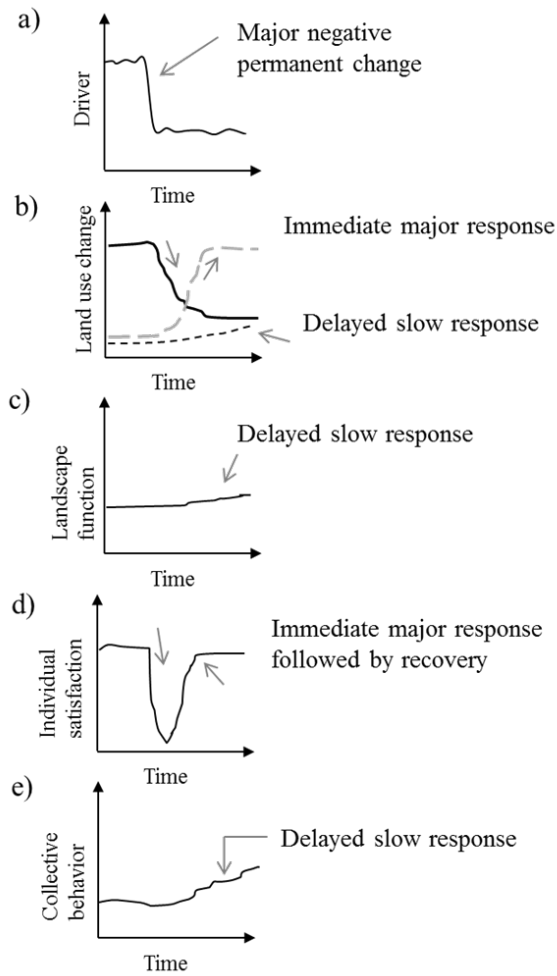 a)
Major negative
permanent change
Driver
Time
b)
Immediate major response
Land use change
Delayed slow response
Time
c)
Delayed slow response
Landscape
function
Time
d)
Immediate major response
followed by recovery
Individual
satisfaction
Time
e)
Delayed slow response
Collective
behavior
Time